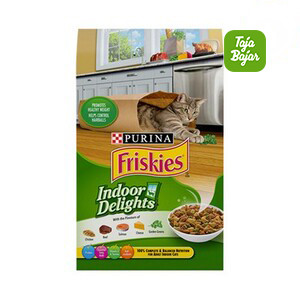 Taja
Bajar
PROMOTES
HEALTHY WEIGHT
HELPS CONTROL
HAIRBALLS
PURINA
Friskies
Indoor
Delights
With the Flavours of
Chicken
Beef
Salmon
Cheese
Garden Greens
100% Complete & Balanced Nutrition
For Adult Indoor Cats